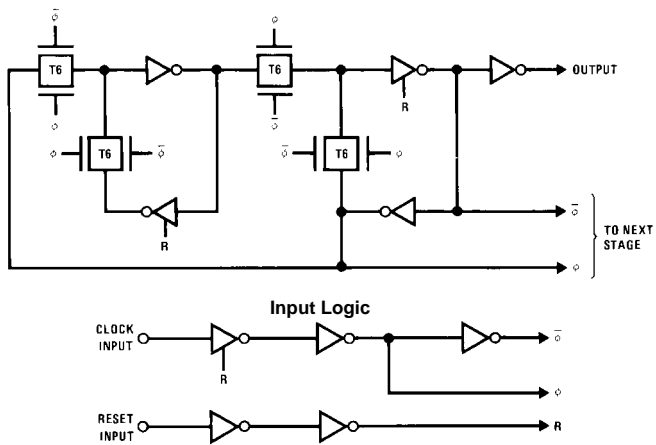 φ̅
φ
T6
T6
OUTPUT
φ
R
φ̅
φ
T6
φ̅
φ̅
T6
φ
R
φ̅
TO NEXT
STAGE
φ
Input Logic
CLOCK
INPUT
φ̅
R
φ
RESET
INPUT
R